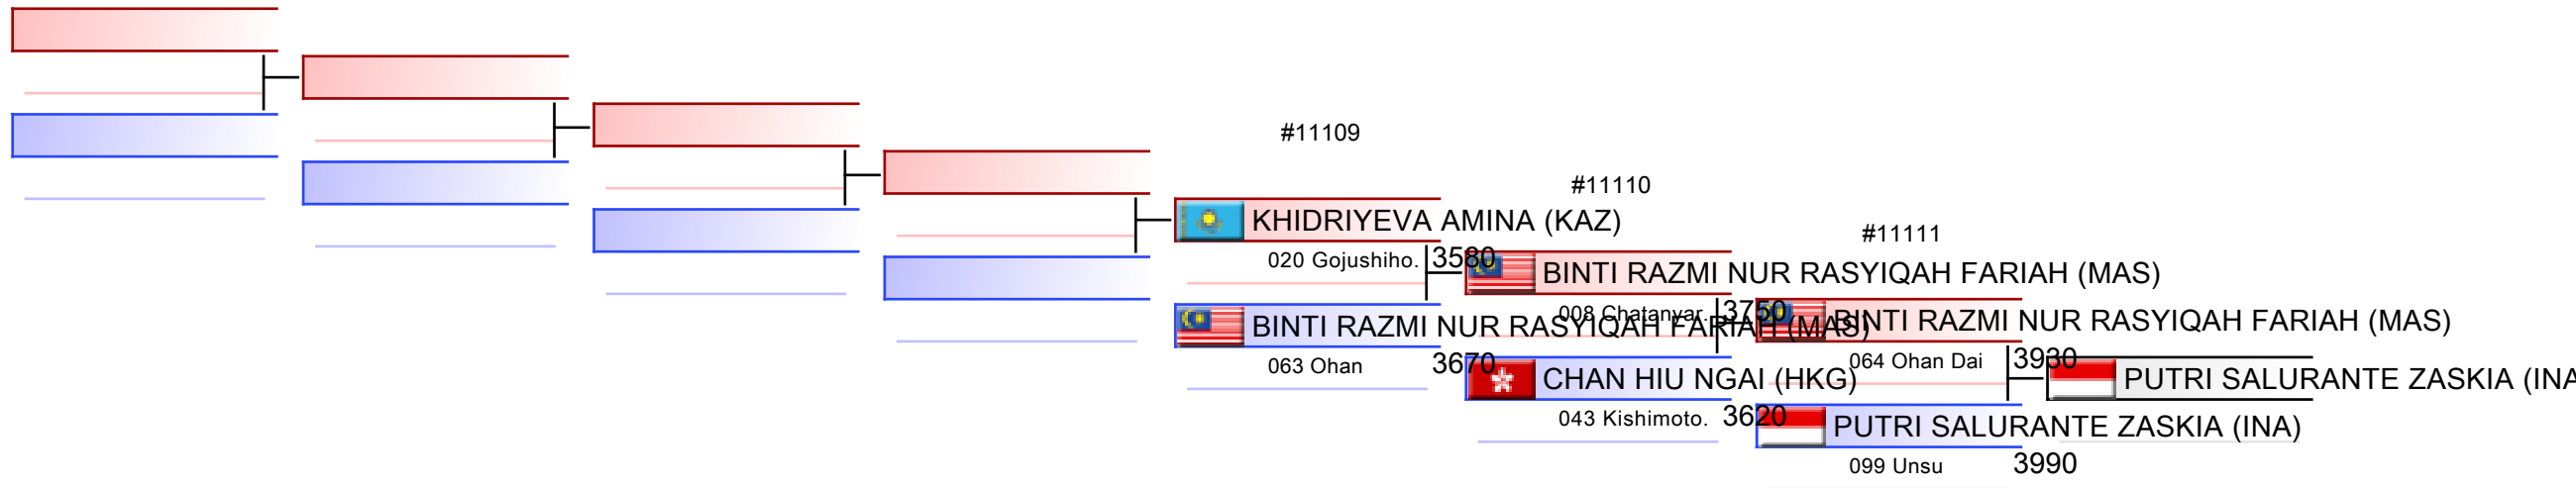 #11109
#11110
KHIDRIYEVA AMINA (KAZ)
#11111
020 Gojushiho. 3580
BINTI RAZMI NUR RASYIQAH FARIAH (MAS)
008 Chatanyar. 3750
BINTI RAZMI NUR RASYIQAH FARIAH (MAS)
BINTI RAZMI NUR RASYIQAH FARIAH (MAS)
063 Ohan 3670
064 Ohan Dai 3930
CHAN HIU NGAI (HKG)
PUTRI SALURANTE ZASKIA (INA
043 Kishimoto. 3620
PUTRI SALURANTE ZASKIA (INA)
099 Unsu 3990